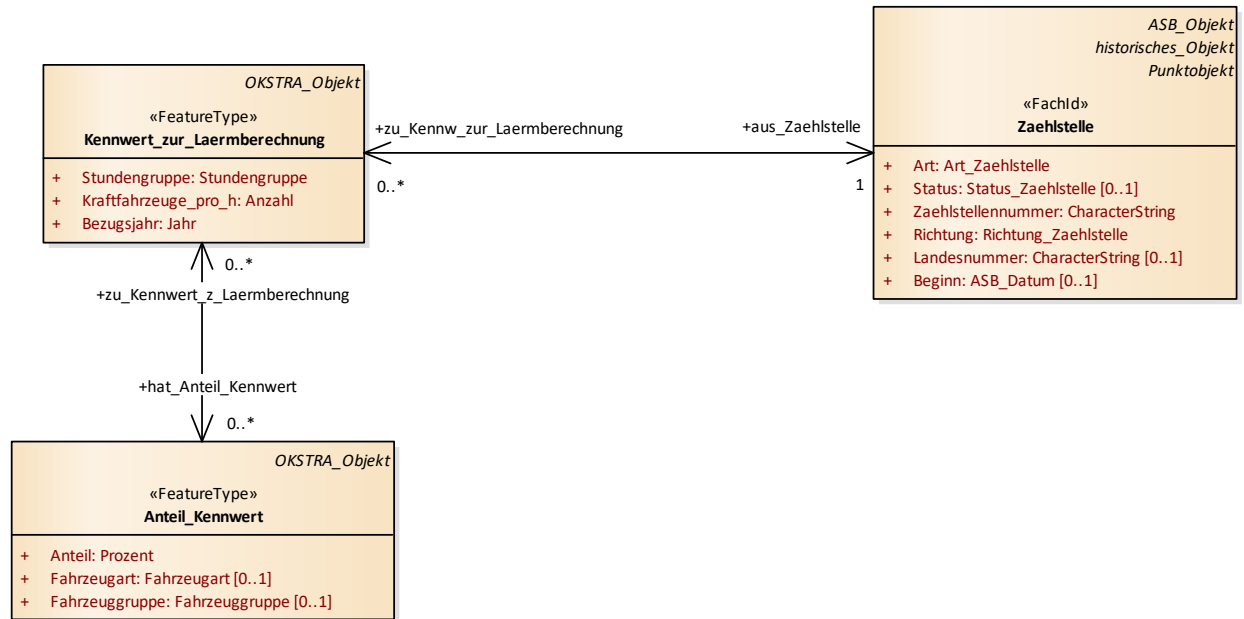 OKSTRA_Objekt
«FeatureType»
Kennwert_zur_Laermberechnung
+ Stundengruppe: Stundengruppe
+ Kraftfahrzeuge_pro_h: Anzahl
+ Bezugsjahr: Jahr
+zu_Kennw_zur_Laermberechnung
0..*
+aus_Zaehlstelle
1
ASB_Objekt
historisches_Objekt
Punktobjekt
«FachId»
Zaehlstelle
+ Art: Art_Zaehlstelle
+ Status: Status_Zaehlstelle [0..1]
+ Zaehlstellennummer: CharacterString
+ Richtung: Richtung_Zaehlstelle
+ Landesnummer: CharacterString [0..1]
+ Beginn: ASB_Datum [0..1]
0..*
+zu_Kennwert_z_Laermberechnung
+hat_Anteil_Kennwert
0..*
OKSTRA_Objekt
«FeatureType»
Anteil_Kennwert
+ Anteil: Prozent
+ Fahrzeugart: Fahrzeugart [0..1]
+ Fahrzeuggruppe: Fahrzeuggruppe [0..1]